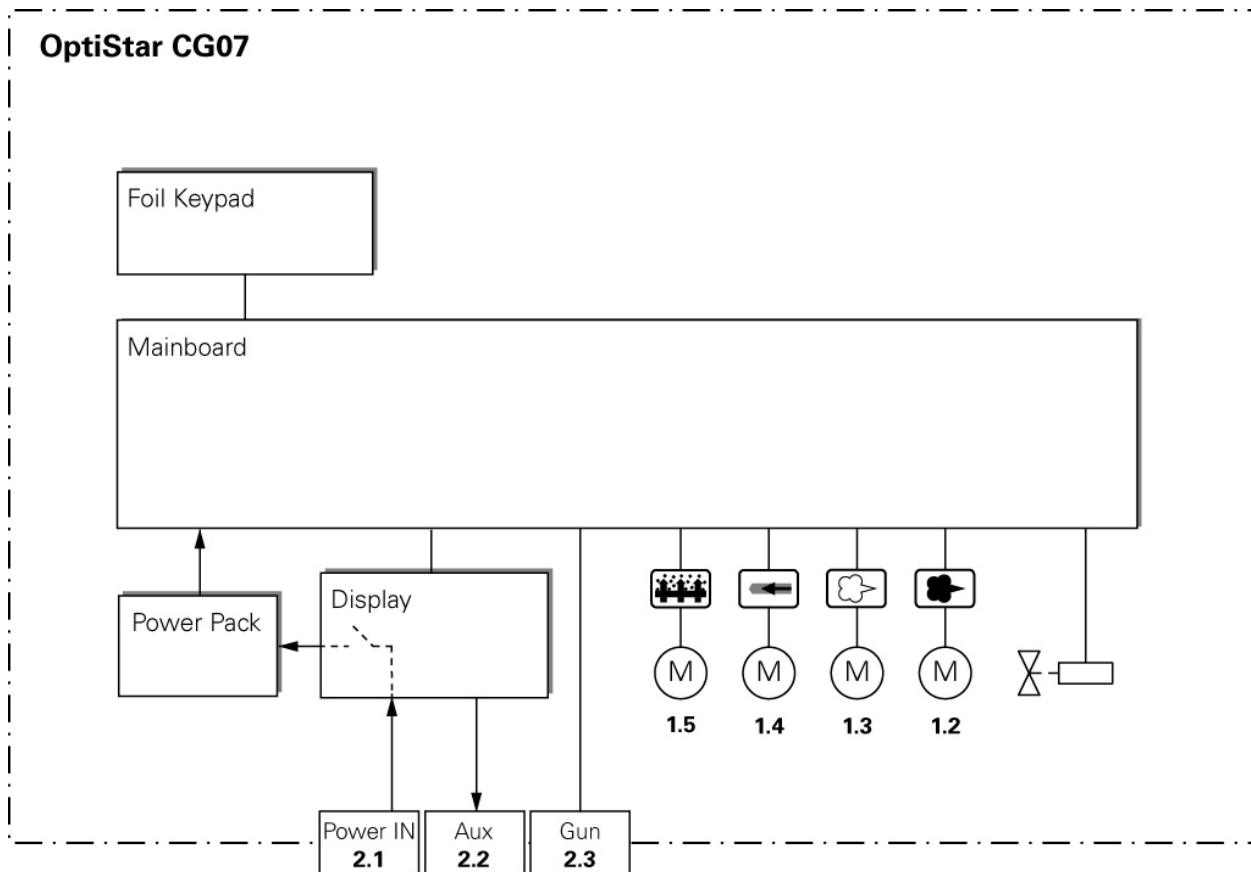 OptiStar CG07
Foil Keypad
Mainboard
Power Pack
Display
M
M
M
M
1.5
1.4
1.3
1.2
Power IN
2.1
Aux
2.2
Gun
2.3